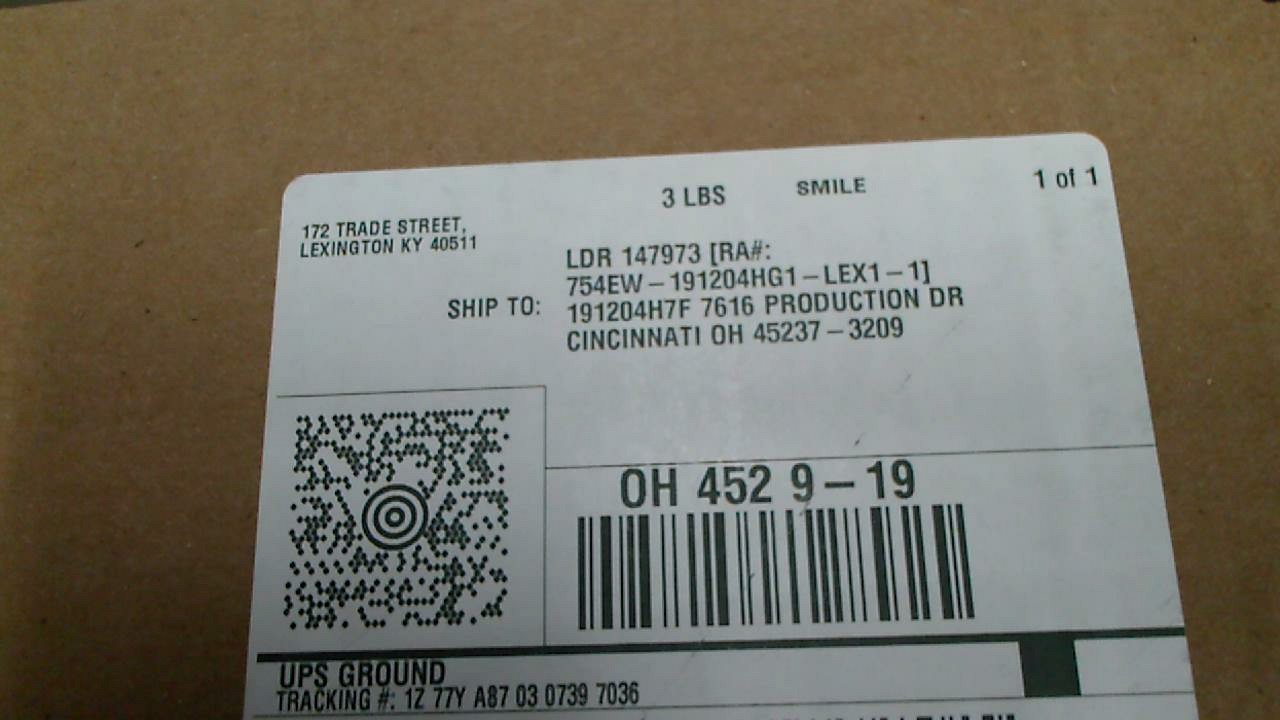 3 LBS SMILE 1 of 1
172 TRADE STREET,
LEXINGTON KY 40511
SHIP TO:
LDR 147973 [RA#:
754EW-191204HG1-LEX1-1]
191204H7F 7616 PRODUCTION DR
CINCINNATI OH 45237-3209
OH 452 9-19
UPS GROUND
TRACKING #: 1Z 77Y A87 03 0739 7036